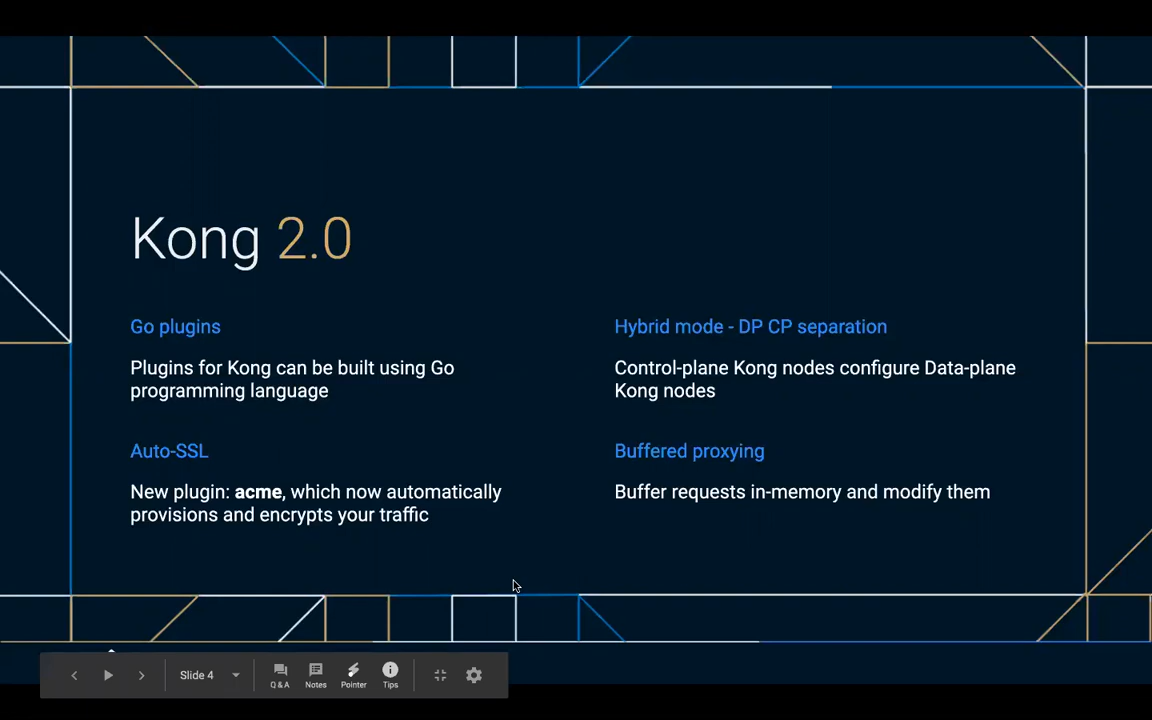 Kong 2.0
Go plugins
Plugins for Kong can be built using Go
programming language
Auto-SSL
New plugin: acme, which now automatically
provisions and encrypts your traffic
Hybrid mode - DP CP separation
Control-plane Kong nodes configure Data-plane
Kong nodes
Buffered proxying
Buffer requests in-memory and modify them
Slide 4
Q & A
Notes
Pointer
Tips